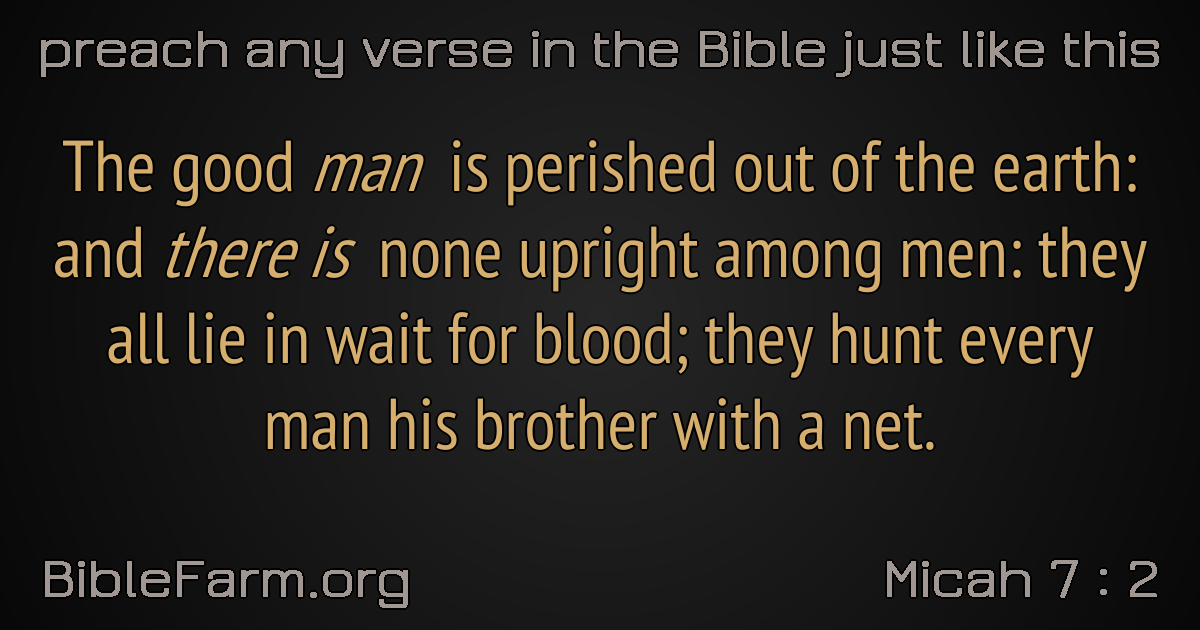 preach any verse in the Bible just like this
The good man is perished out of the earth:
and there is none upright among men: they
all lie in wait for blood; they hunt every
man his brother with a net.
BibleFarm.org
Micah 7 : 2